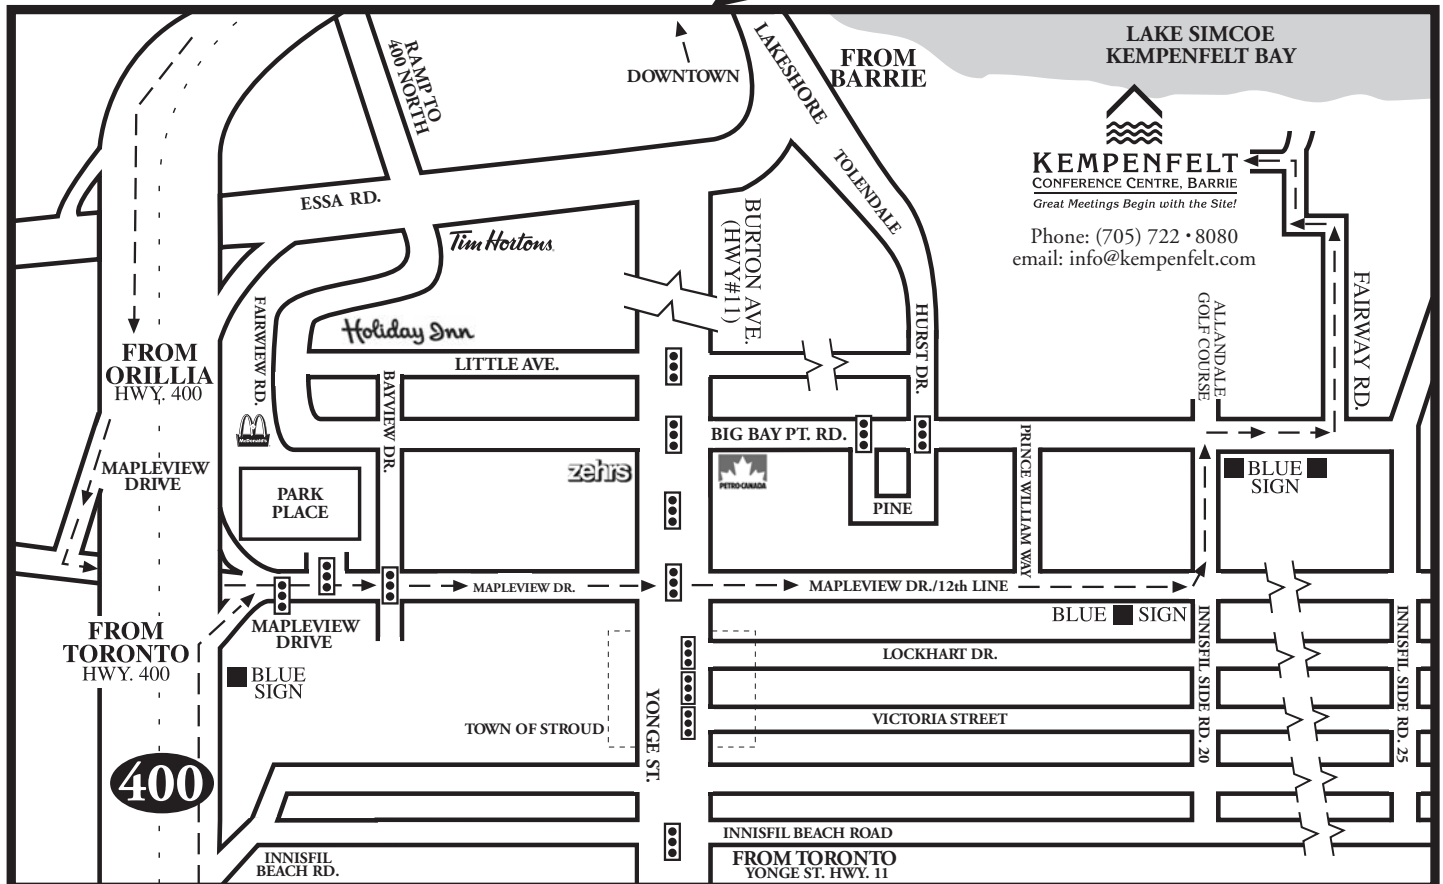 LAKE SIMCOE
KEMPENFELT BAY
FROM
BARRIE
DOWNTOWN
LAKESHORE
TOLENDALE
RAMP TO
400 NORTH
KEMPENFELT
CONFERENCE CENTRE, BARRIE
Great Meetings Begin with the Site!
Phone: (705) 722 • 8080
email: info@kempenfelt.com
ESSA RD.
Tim Hortons
BURTON AVE.
(HWY#11)
FAIRVIEW RD.
Holiday Inn
HURST DR.
ALLANDALE
GOLF COURSE
FAIRWAY RD.
FROM
ORILLIA
HWY. 400
LITTLE AVE.
BAYVIEW DR.
McDonald's
BIG BAY PT. RD.
PRINCE WILLIAM WAY
MAPLEVIEW
DRIVE
zehrs
PETRO-CANADA
BLUE
SIGN
PARK
PLACE
PINE
MAPLEVIEW DR.
MAPLEVIEW DR./12th LINE
BLUE SIGN
FROM
TORONTO
HWY. 400
MAPLEVIEW
DRIVE
BLUE
SIGN
LOCKHART DR.
INNISFIL SIDE RD. 20
INNISFIL SIDE RD. 25
TOWN OF STROUD
YONGE ST.
VICTORIA STREET
400
INNISFIL BEACH ROAD
INNISFIL
BEACH RD.
FROM TORONTO
YONGE ST. HWY. 11